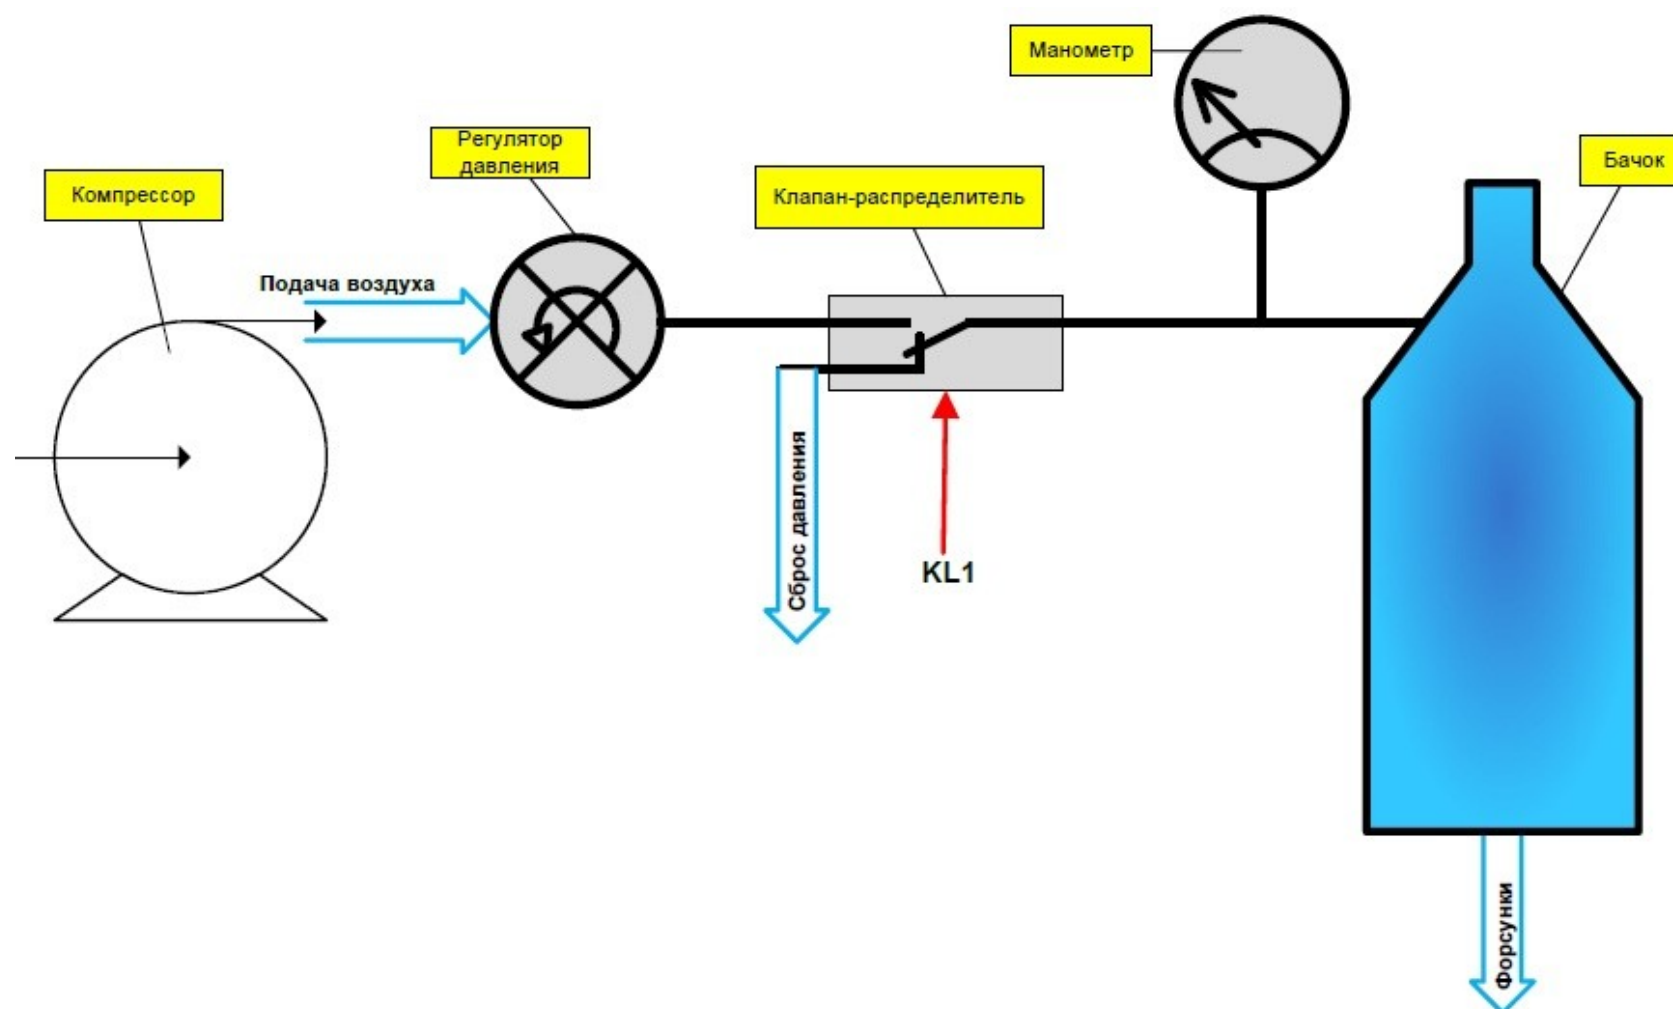 Манометр
Регулятор
давления
Бачок
Компрессор
Клапан-распределитель
Подача воздуха
Сброс давления
KL1
Форсунки